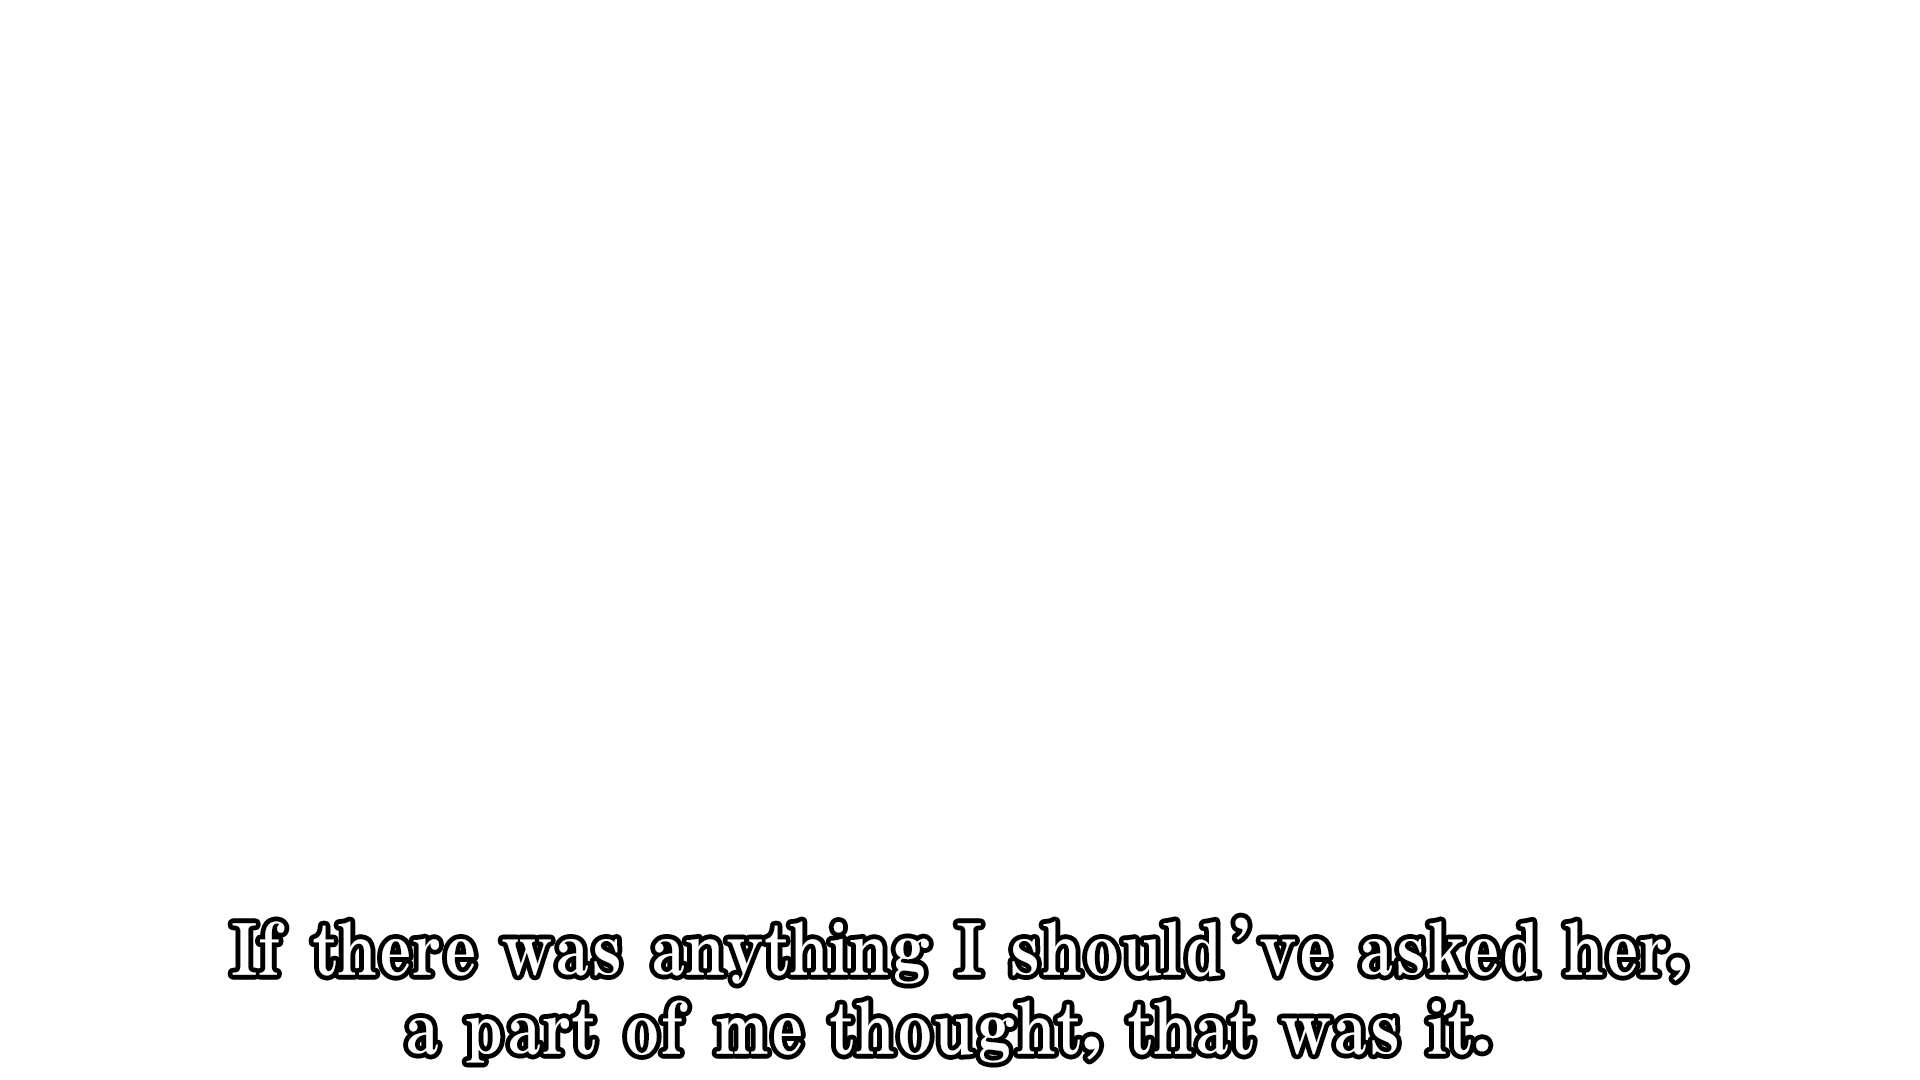 If there was anything I should’ve asked her,
a part of me thought, that was it.